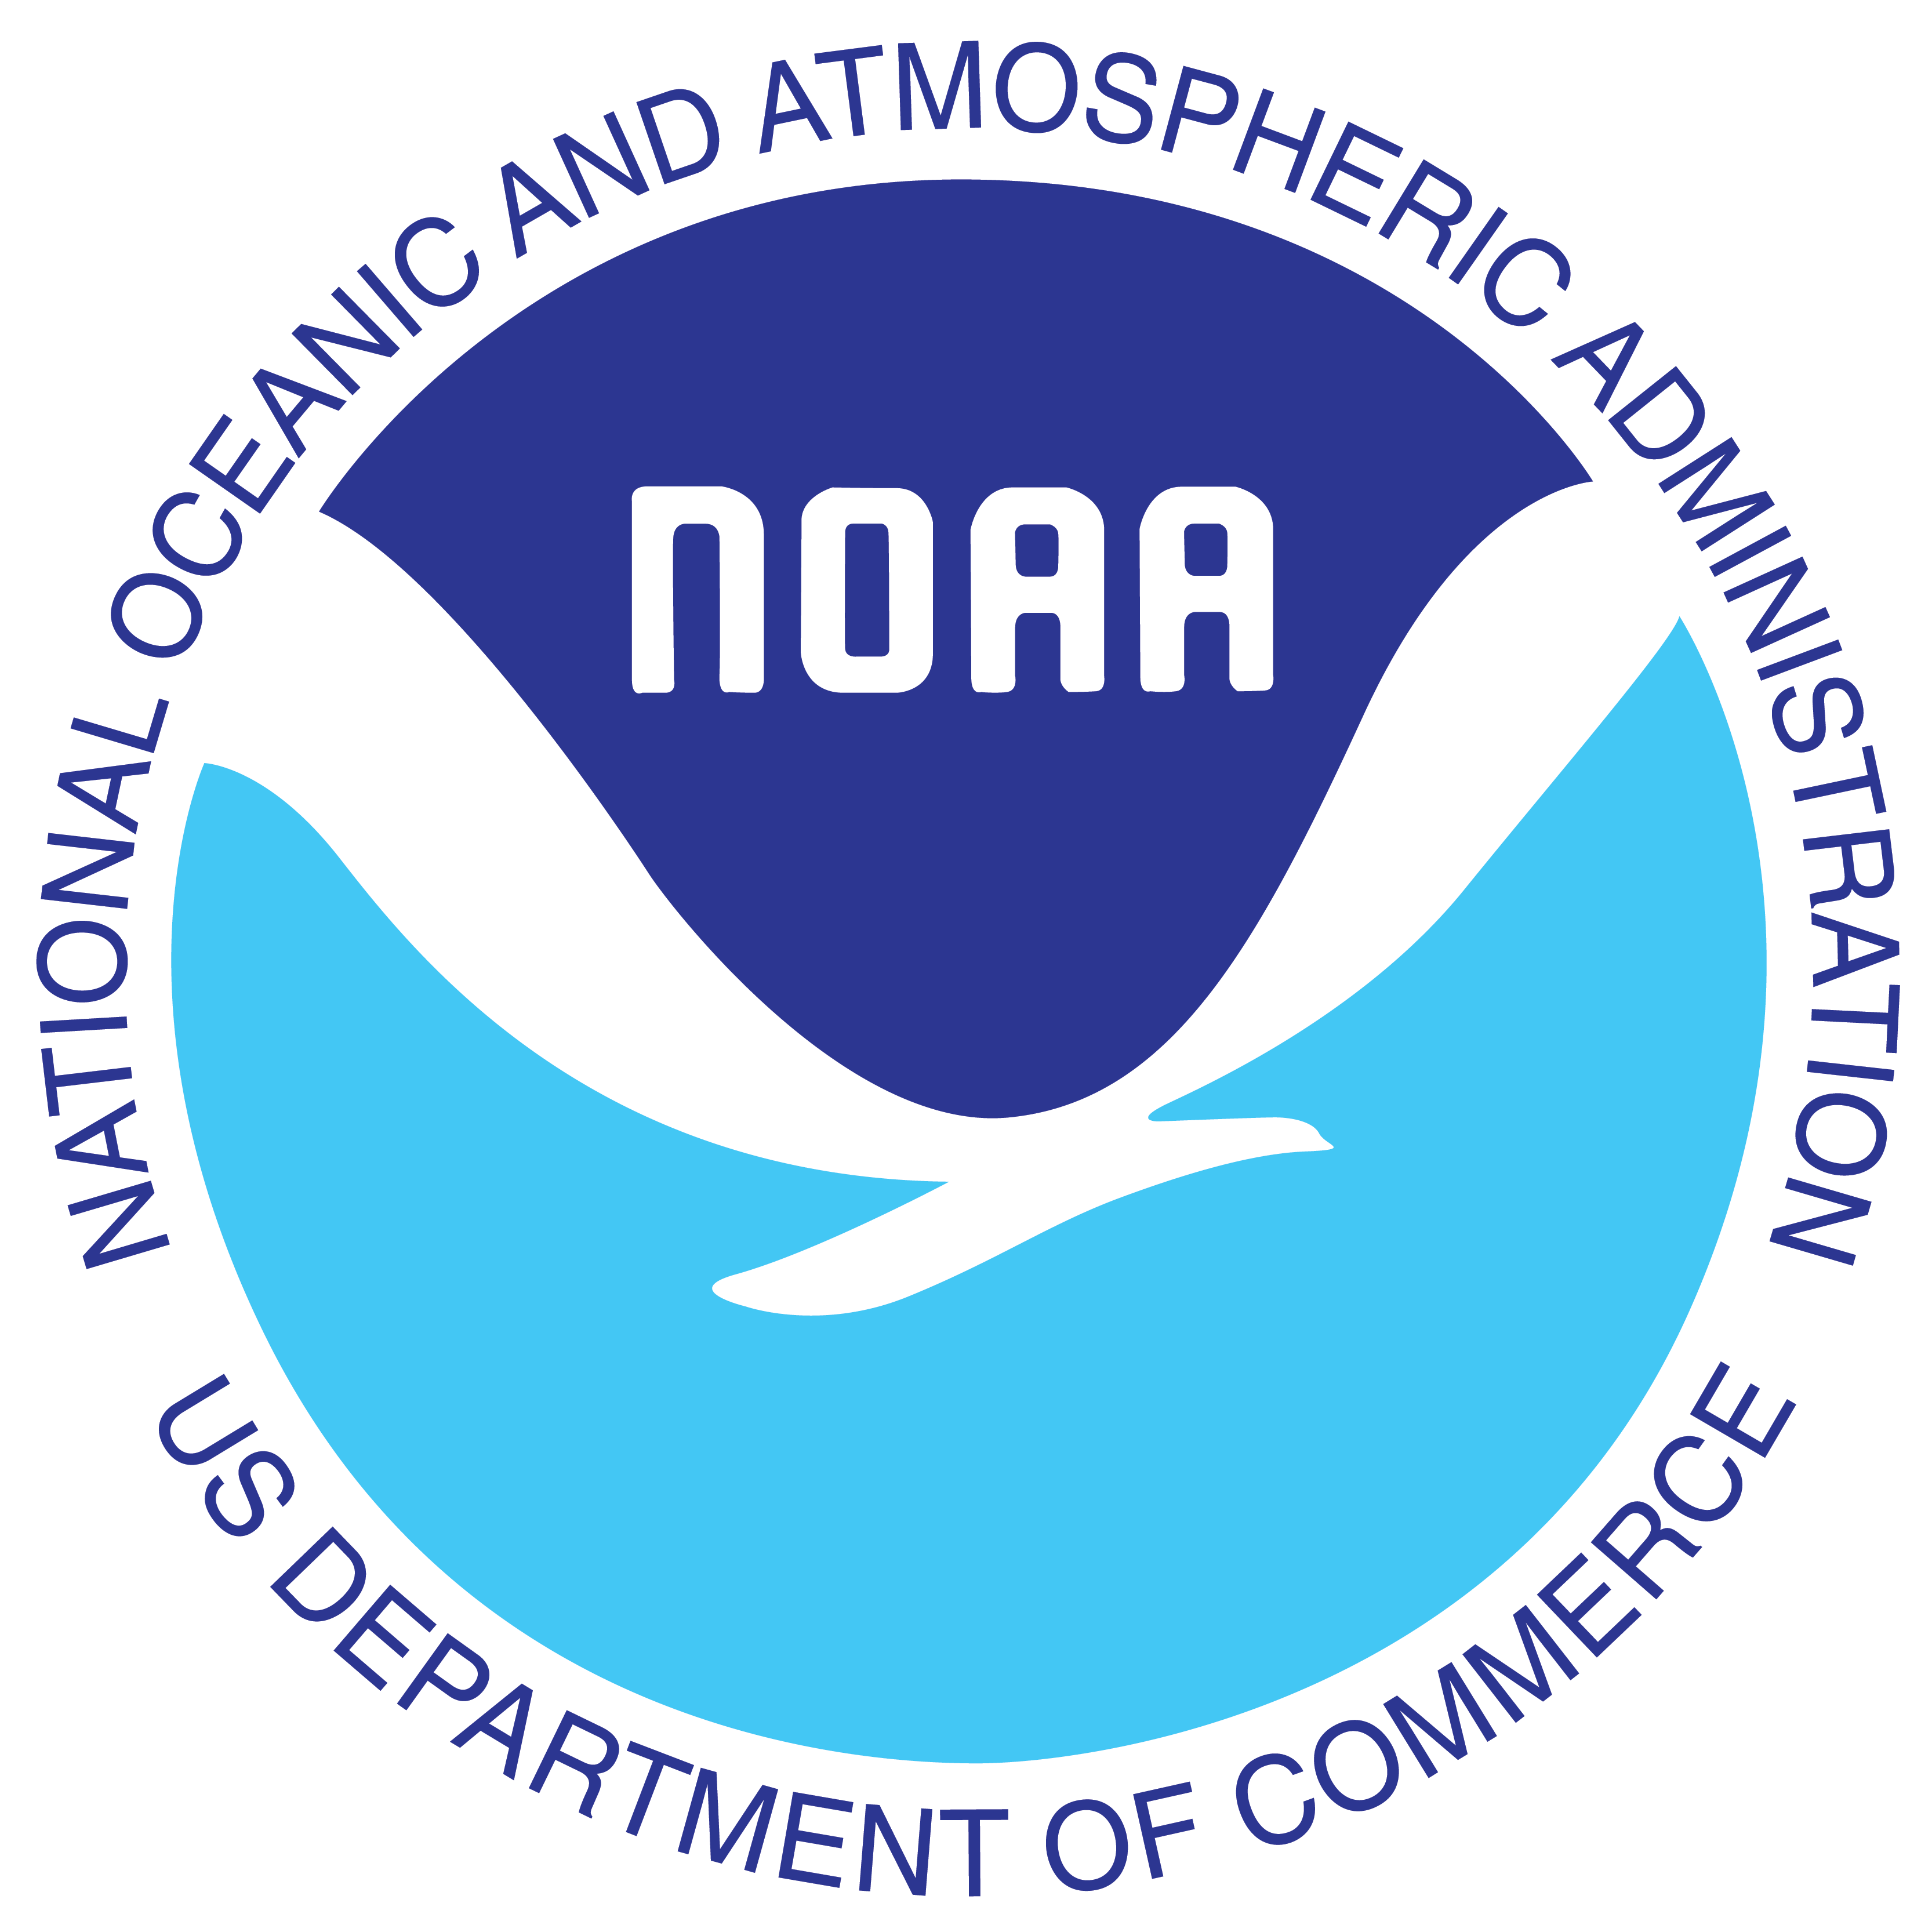 NATIONAL OCEANIC AND ATMOSPHERIC ADMINISTRATION
NOAA
US DEPARTMENT OF COMMERCE